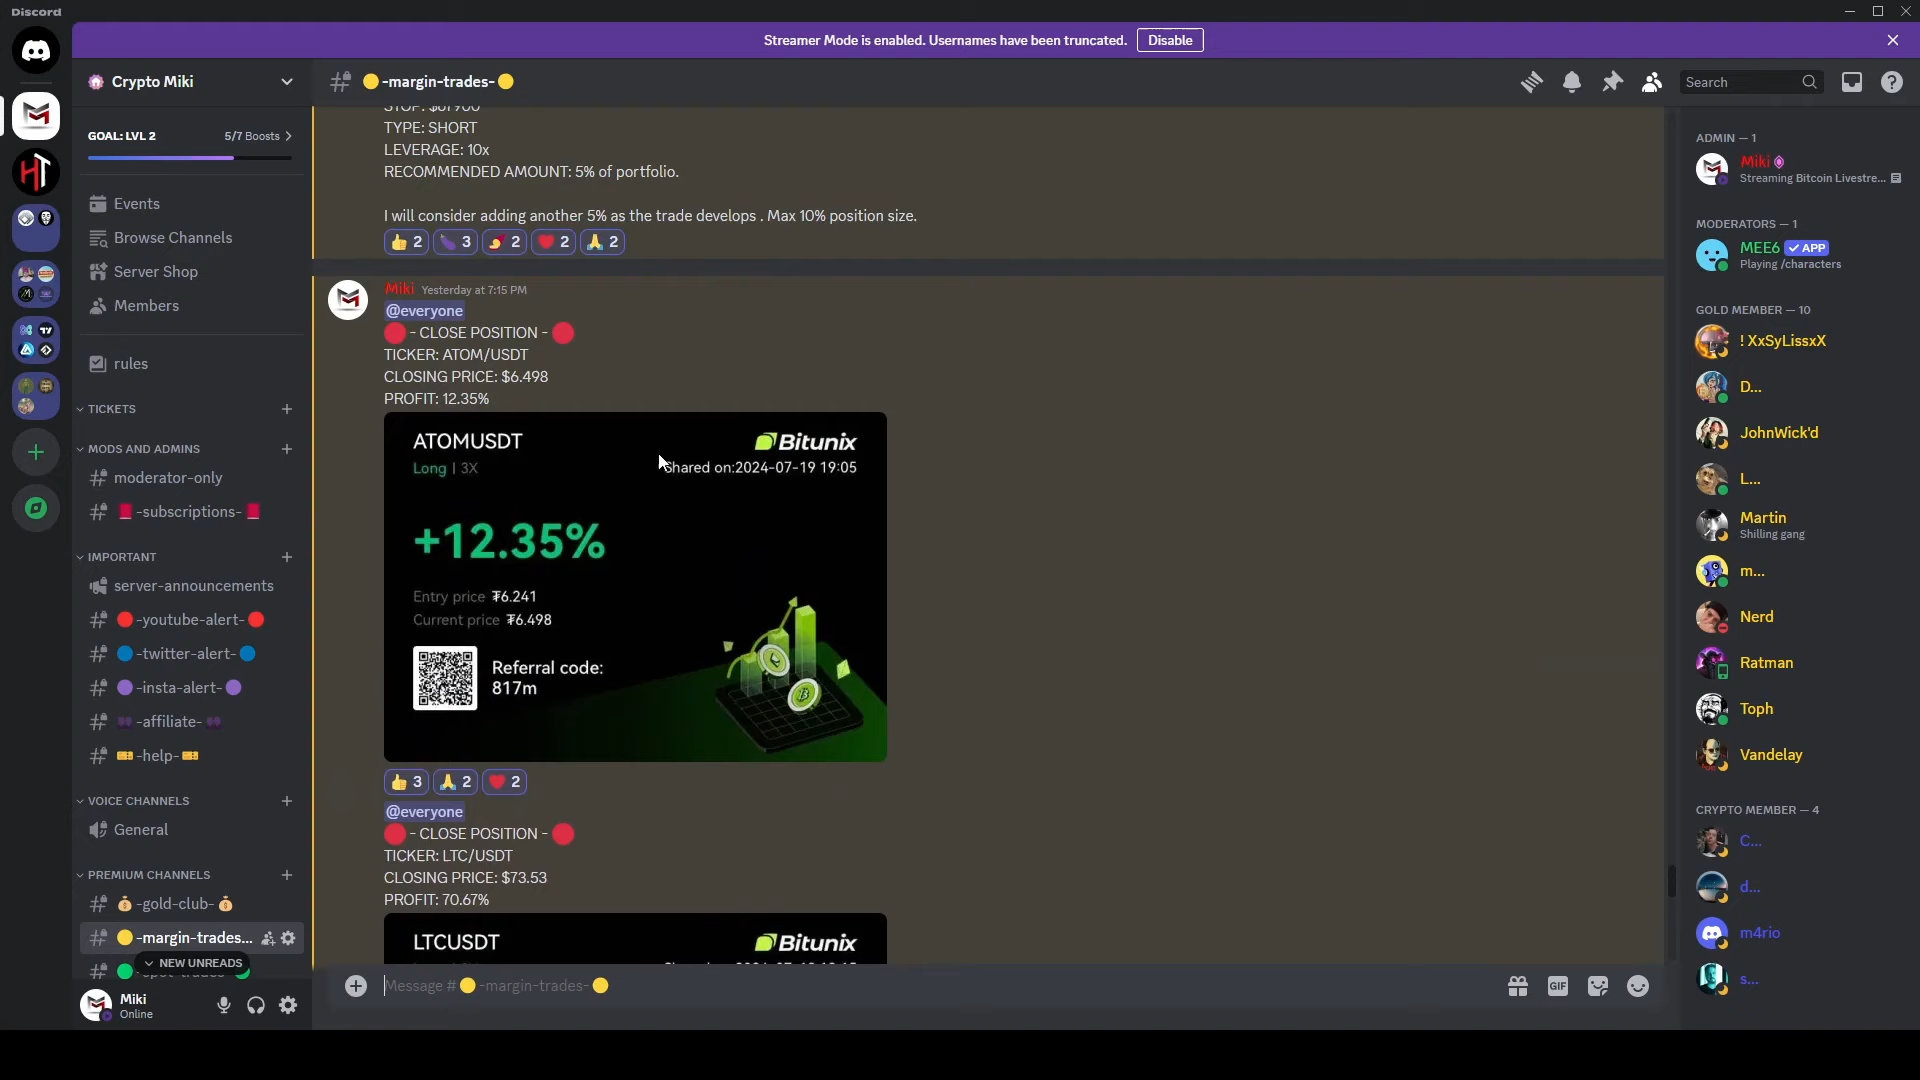 Discord
Streamer Mode is enabled. Usernames have been truncated. Disable
Crypto Miki
-margin-trades-
Search
GOAL: LVL 2 5/7 Boosts
Events
Browse Channels
Server Shop
Members
rules
TICKETS
MODS AND ADMINS
moderator-only
-subscriptions-
IMPORTANT
server-announcements
-youtube-alert-
-twitter-alert-
-insta-alert-
-affiliate-
-help-
VOICE CHANNELS
General
PREMIUM CHANNELS
-gold-club-
-margin-trades...
NEW UNREADS
Miki
Online
TYPE: SHORT
LEVERAGE: 10x
RECOMMENDED AMOUNT: 5% of portfolio.
I will consider adding another 5% as the trade develops . Max 10% position size.
2 3 2 2 2
Miki Yesterday at 7:15 PM
@everyone
- CLOSE POSITION -
TICKER: ATOM/USDT
CLOSING PRICE: $6.498
PROFIT: 12.35%
ATOMUSDT
Bitunix
Long | 3X
Shared on:2024-07-19 19:05
+12.35%
Entry price ₮6.241
Current price ₮6.498
Referral code:
817m
3 2 2
@everyone
- CLOSE POSITION -
TICKER: LTC/USDT
CLOSING PRICE: $73.53
PROFIT: 70.67%
LTCUSDT
Bitunix
Message # -margin-trades-
GIF
ADMIN — 1
Miki
Streaming Bitcoin Livestre...
MODERATORS — 1
MEE6 APP
Playing /characters
GOLD MEMBER — 10
! XxSyLissxX
D...
JohnWick'd
L...
Martin
Shilling gang
m...
Nerd
Ratman
Toph
Vandelay
CRYPTO MEMBER — 4
C...
d...
m4rio
s...